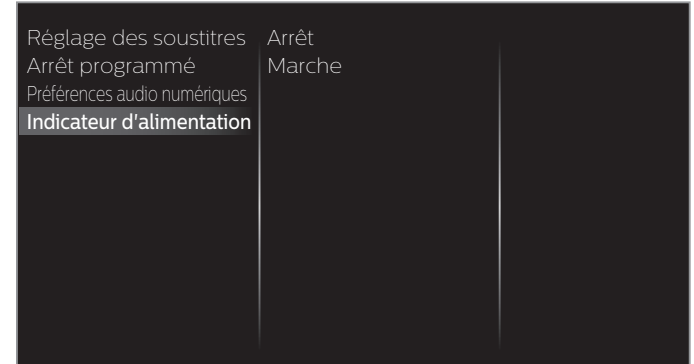 Réglage des soustitres
Arrêt programmé
Préférences audio numériques
Indicateur d'alimentation
Arrêt
Marche